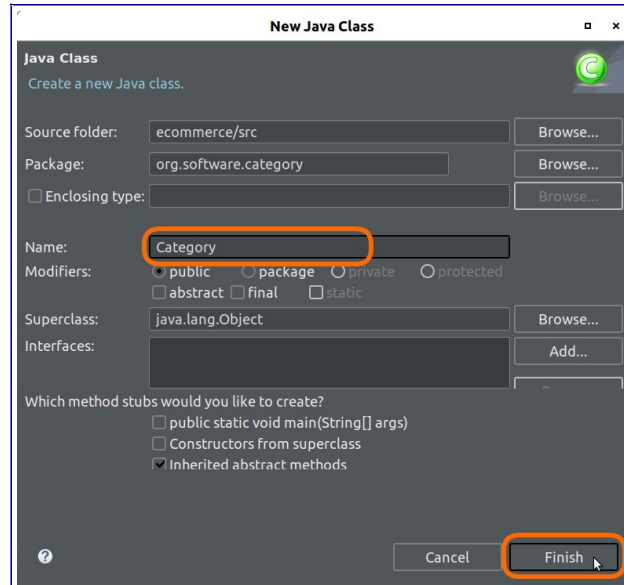 New Java Class
Java Class
Create a new Java class.
Source folder: ecommerce/src Browse...
Package: org.software.category Browse...
Enclosing type: Browse...
Name: Category
Modifiers: public package private protected
abstract final static
Superclass: java.lang.Object Browse...
Interfaces: Add...
Which method stubs would you like to create?
public static void main(String[] args)
Constructors from superclass
Inherited abstract methods
? Cancel Finish